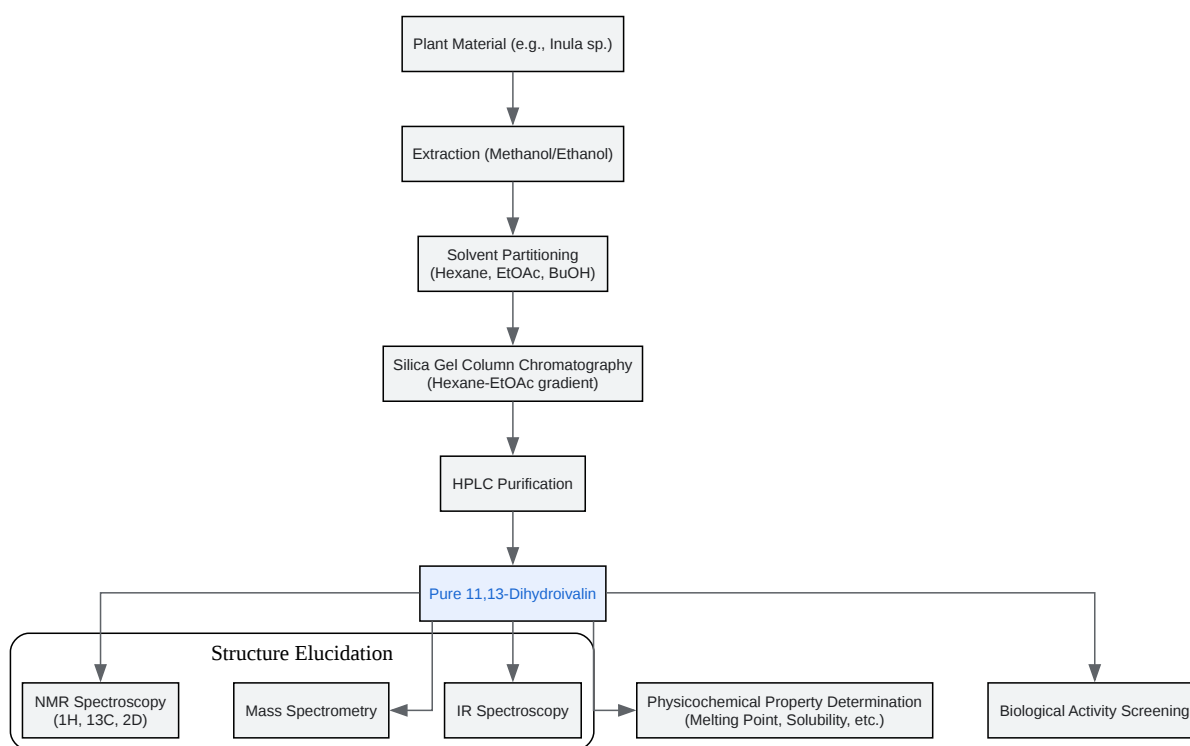 Plant Material (e.g., Inula sp.)
Extraction (Methanol/Ethanol)
Solvent Partitioning
(Hexane, EtOAc, BuOH)
Silica Gel Column Chromatography
(Hexane-EtOAc gradient)
HPLC Purification
Pure 11,13-Dihydroivalin
Structure Elucidation
NMR Spectroscopy
(1H, 13C, 2D)
Mass Spectrometry
IR Spectroscopy
Physicochemical Property Determination
(Melting Point, Solubility, etc.)
Biological Activity Screening